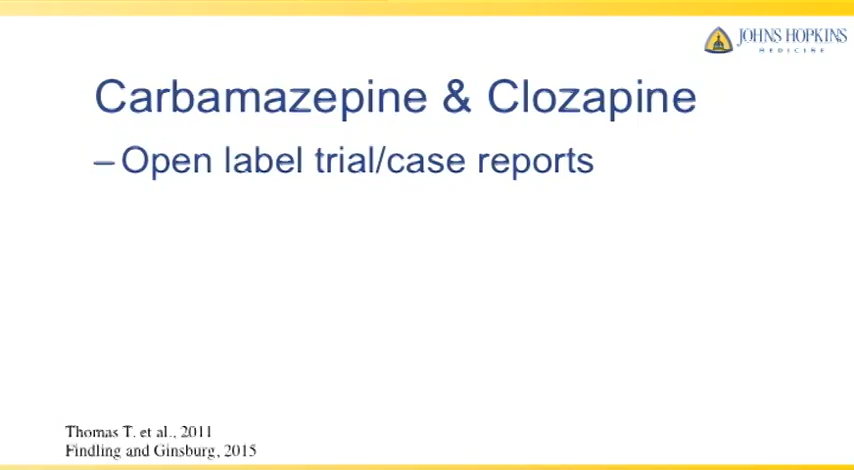 JOHNS HOPKINS
MEDICINE
Carbamazepine & Clozapine
– Open label trial/case reports
Thomas T. et al., 2011
Findling and Ginsburg, 2015